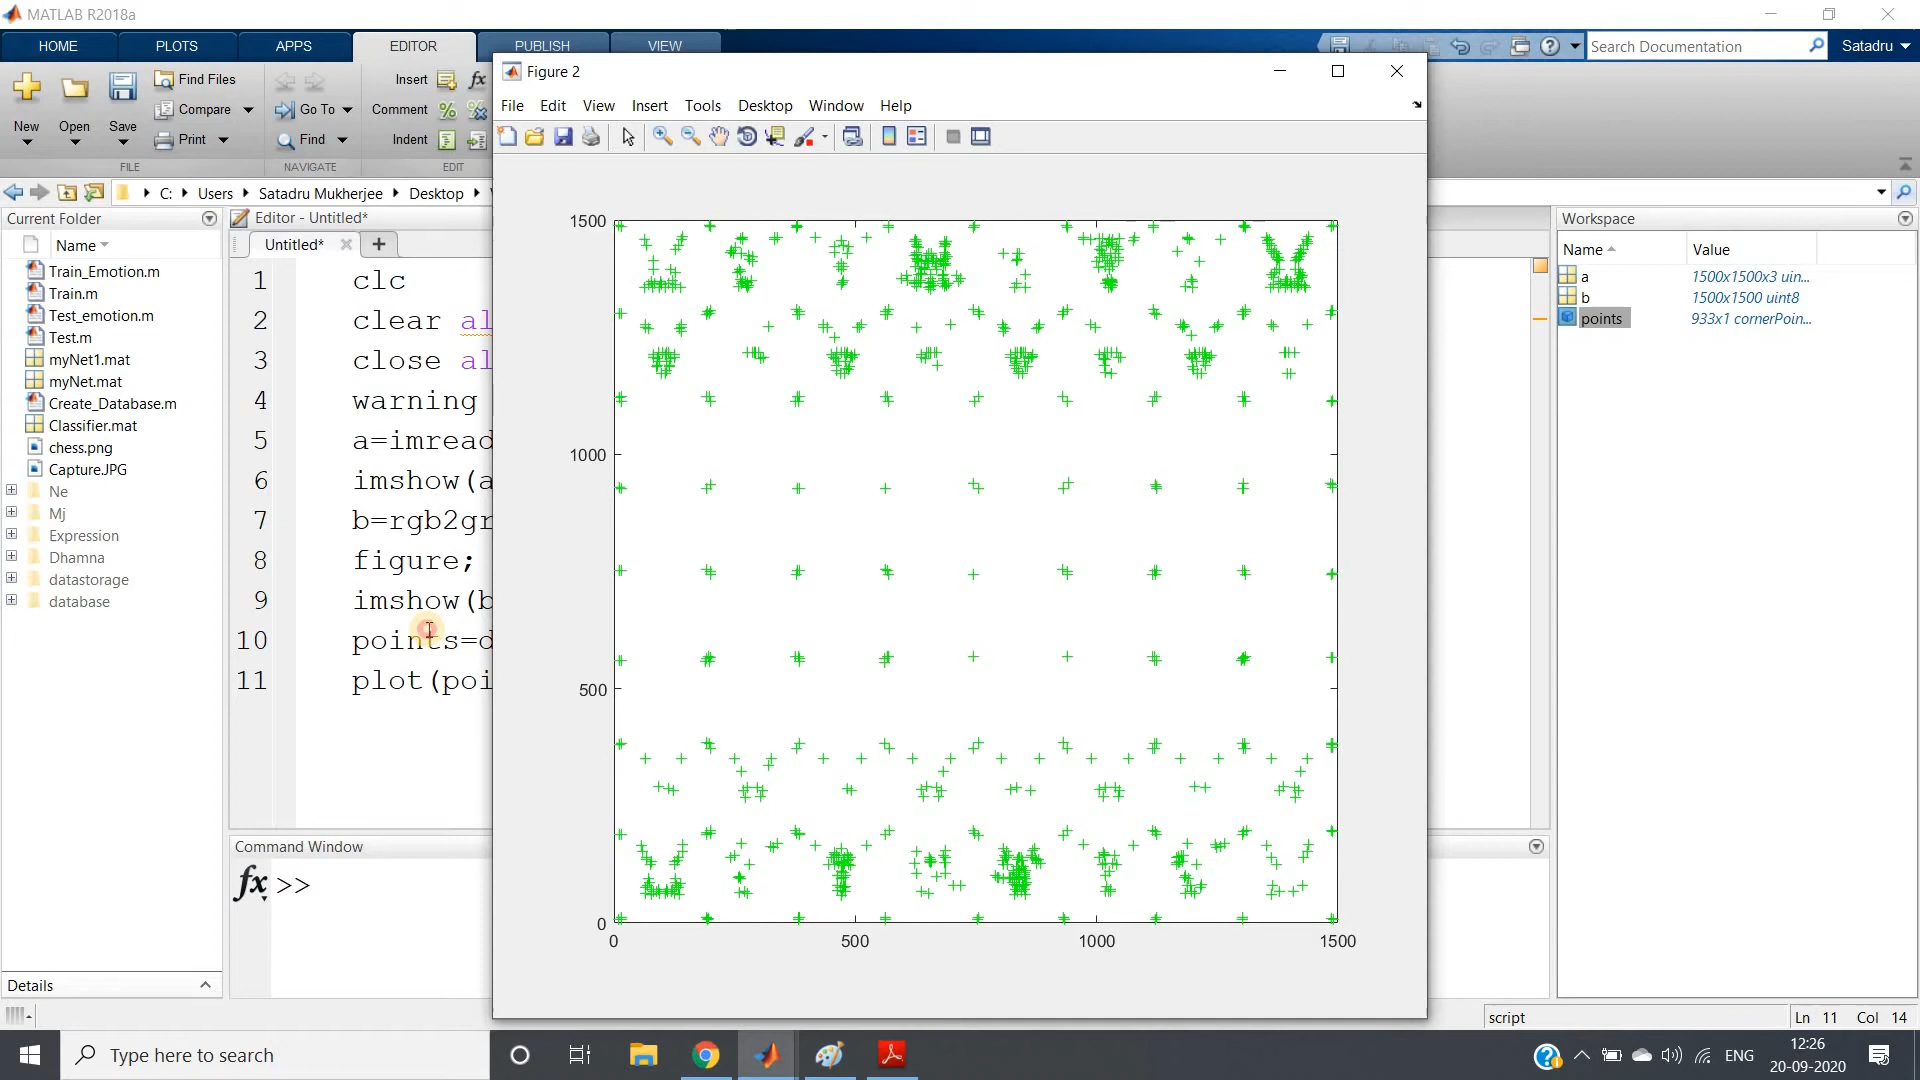 MATLAB R2018a
HOME PLOTS APPS EDITOR PUBLISH VIEW
Search Documentation
Satadru
New
Open
Save
Find Files
Compare
Print
FILE
Go To
Find
NAVIGATE
Insert
fx
Comment
Indent
EDIT
C: Users Satadru Mukherjee Desktop
Current Folder
Name
Train_Emotion.m
Train.m
Test_emotion.m
Test.m
myNet1.mat
myNet.mat
Create_Database.m
Classifier.mat
chess.png
Capture.JPG
Ne
Mj
Expression
Dhamna
datastorage
database
Details
Editor - Untitled*
Untitled*
1 clc
2 clear al
3 close al
4 warning
5 a=imread
6 imshow(a
7 b=rgb2gr
8 figure;
9 imshow(b
10 points=d
11 plot(poi
Command Window
fx >>
Figure 2
File Edit View Insert Tools Desktop Window Help
1500
1000
500
0
0 500 1000 1500
Workspace
Name Value
a 1500x1500x3 uin...
b 1500x1500 uint8
points 933x1 cornerPoin...
script
Ln 11 Col 14
Type here to search
ENG
12:26
20-09-2020